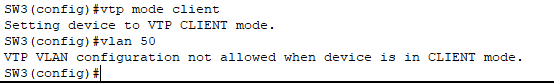 SW3(config)#vtp mode client
Setting device to VTP CLIENT mode.
SW3(config)#vlan 50
VTP VLAN configuration not allowed when device is in CLIENT mode.
SW3(config)#